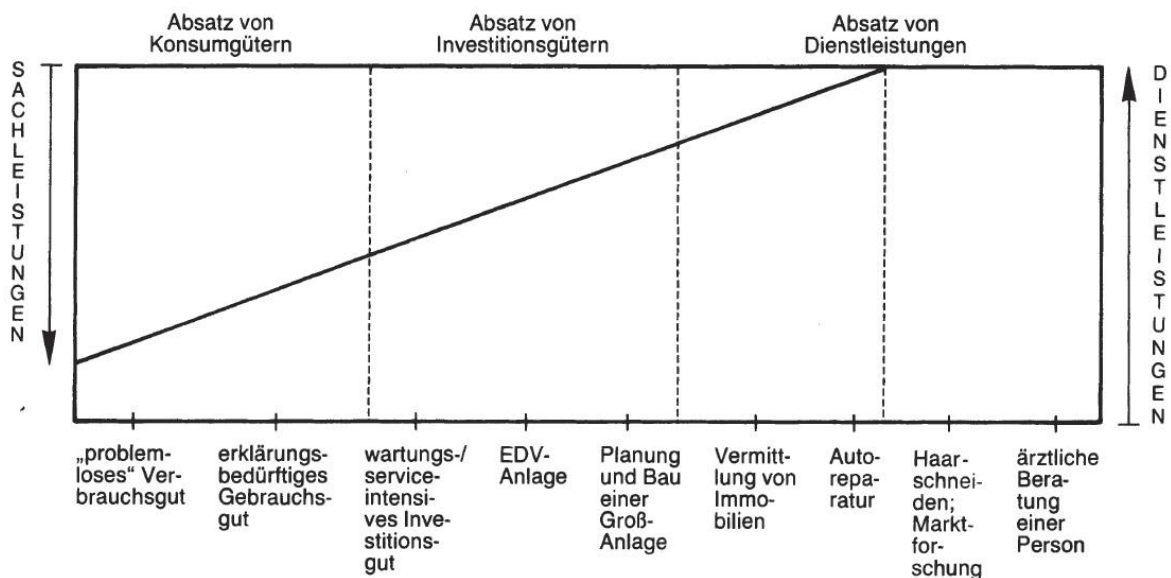 Absatz von
Konsumgütern
Absatz von
Investitionsgütern
Absatz von
Dienstleistungen
SACHLEISTUNGEN
DIENSTLEISTUNGEN
„problem-
loses“ Ver-
brauchsgut
erklärungs-
bedürftiges
Gebrauchs-
gut
wartungs-/
service-
intensi-
ves Inve-
stitions-
gut
EDV-
Anlage
Planung
und Bau
einer
Groß-
Anlage
Vermitt-
lung von
Immo-
bilien
Auto-
repa-
ratur
Haar-
schnei-
den;
Markt-
for-
schung
ärztliche
Bera-
tung
einer
Person